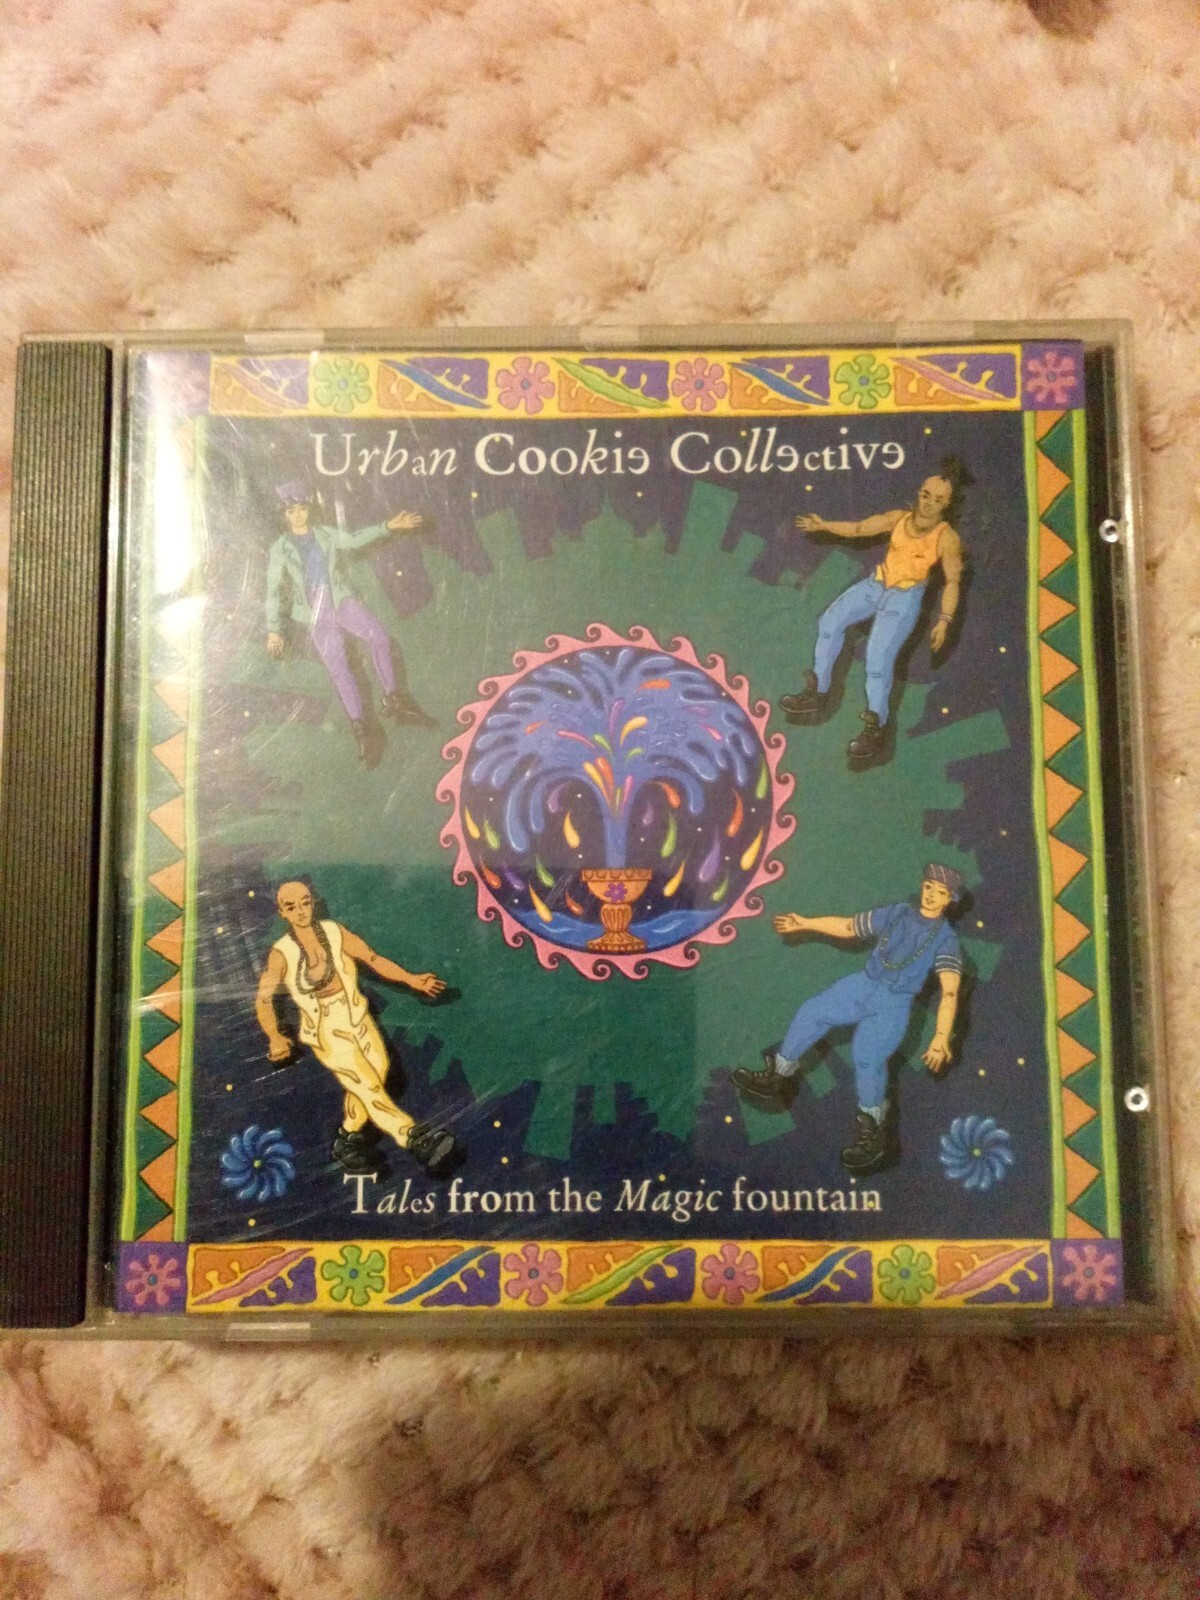 Urban Cookie Collective
Tales from the Magic fountain